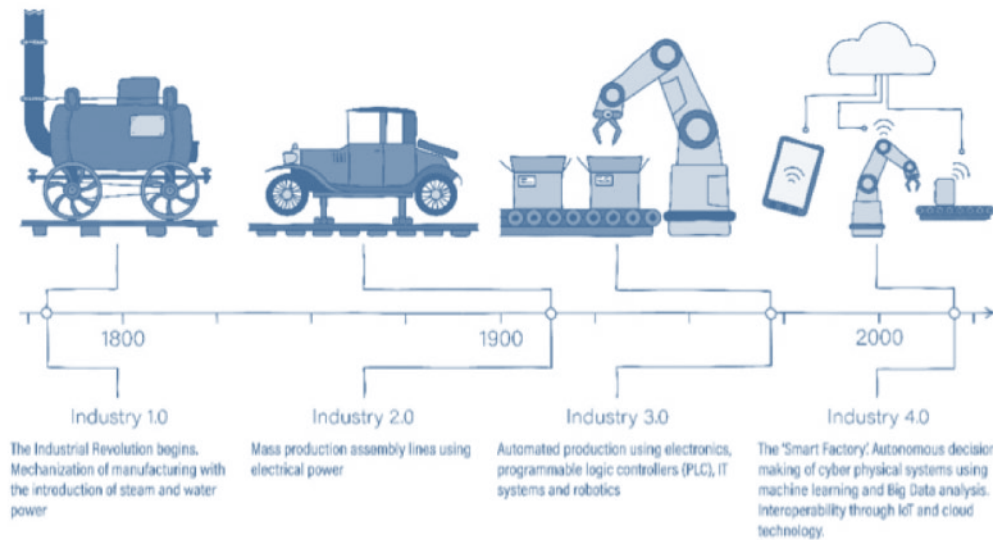 1800
1900
2000
Industry 1.0
The Industrial Revolution begins.
Mechanization of manufacturing with
the introduction of steam and water
power
Industry 2.0
Mass production assembly lines using
electrical power
Industry 3.0
Automated production using electronics,
programmable logic controllers (PLC), IT
systems and robotics
Industry 4.0
The 'Smart Factory'. Autonomous decision
making of cyber physical systems using
machine learning and Big Data analysis.
Interoperability through IoT and cloud
technology.